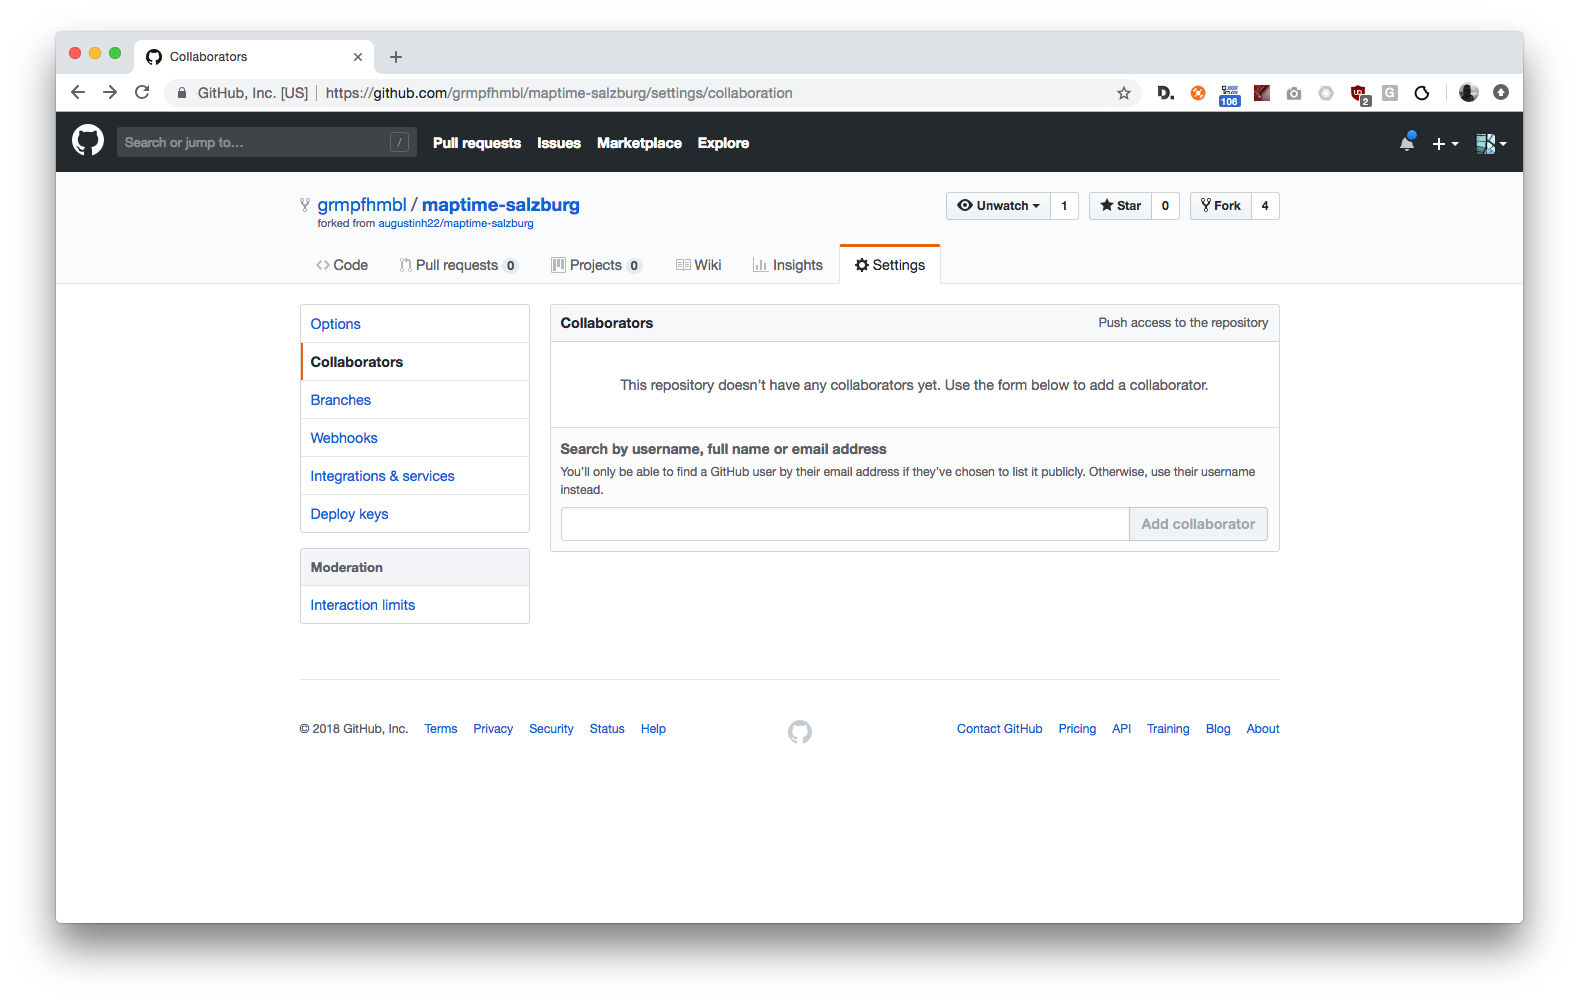 Collaborators
GitHub, Inc. [US] | https://github.com/grmpfhmbl/maptime-salzburg/settings/collaboration
D.
106
2
G
Search or jump to… /
Pull requests Issues Marketplace Explore
grmpfhmbl / maptime-salzburg
forked from augustinh22/maptime-salzburg
Unwatch 1 Star 0 Fork 4
Code Pull requests 0 Projects 0 Wiki Insights Settings
Options
Collaborators
Branches
Webhooks
Integrations & services
Deploy keys
Moderation
Interaction limits
Collaborators Push access to the repository
This repository doesn't have any collaborators yet. Use the form below to add a collaborator.
Search by username, full name or email address
You'll only be able to find a GitHub user by their email address if they've chosen to list it publicly. Otherwise, use their username
instead.
Add collaborator
© 2018 GitHub, Inc. Terms Privacy Security Status Help
Contact GitHub Pricing API Training Blog About